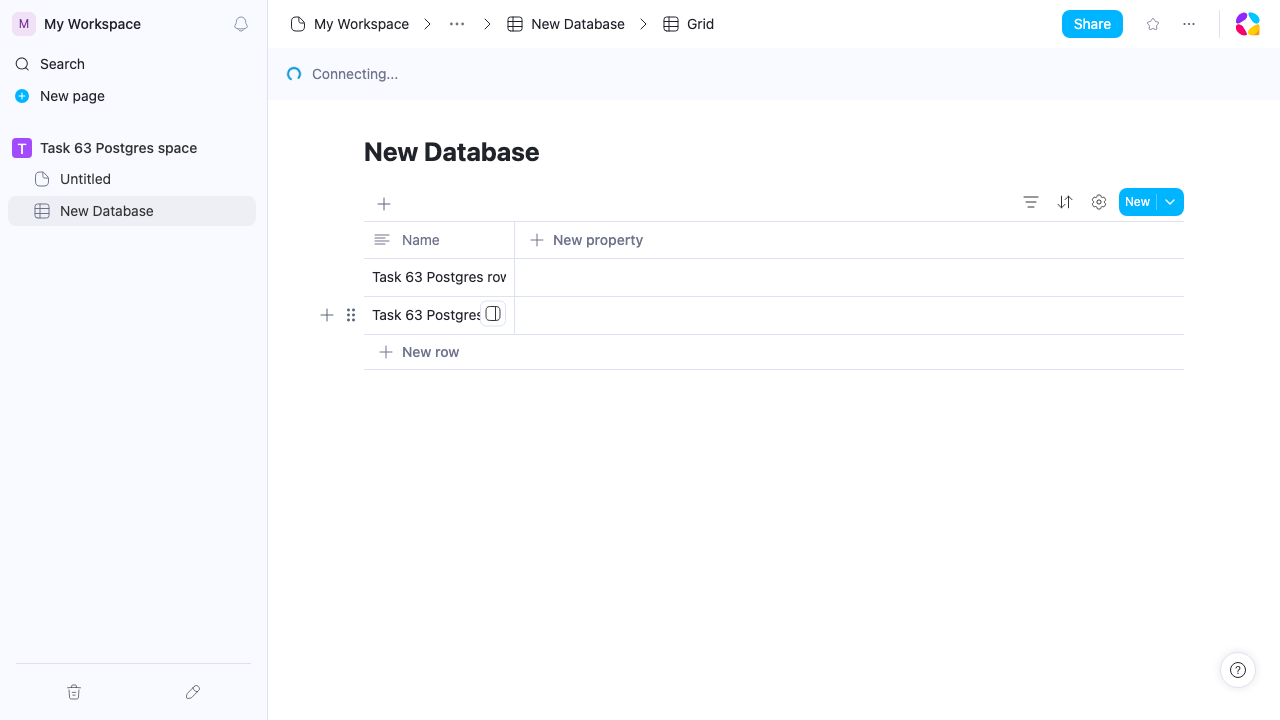 M My Workspace
Search
New page
T Task 63 Postgres space
Untitled
New Database
My Workspace
New Database
Grid
Share
Connecting...
New Database
New
Name
New property
Task 63 Postgres row
Task 63 Postgres
New row